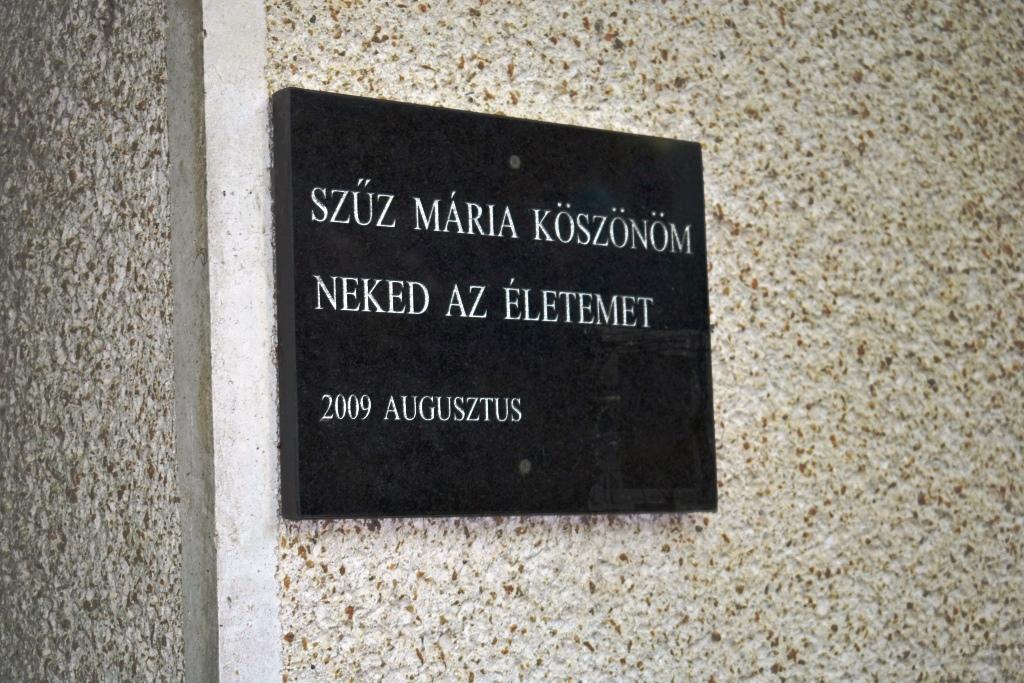 SZŰZ MÁRIA KÖSZÖNÖM
NEKED AZ ÉLETEMET
2009 AUGUSZTUS